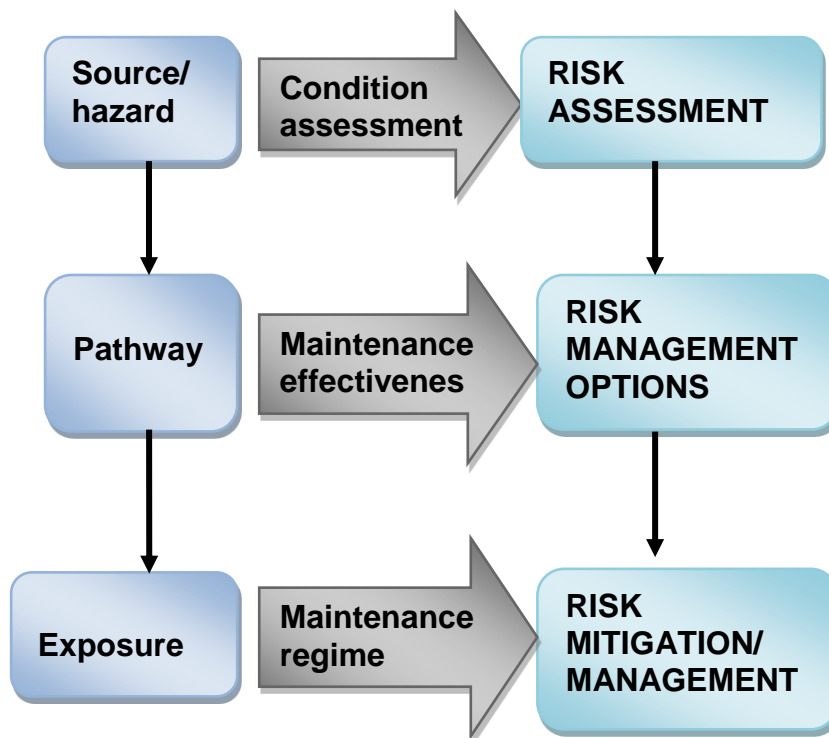 Source/
hazard
Condition
assessment
RISK
ASSESSMENT
Pathway
Maintenance
effectivenes
RISK
MANAGEMENT
OPTIONS
Exposure
Maintenance
regime
RISK
MITIGATION/
MANAGEMENT